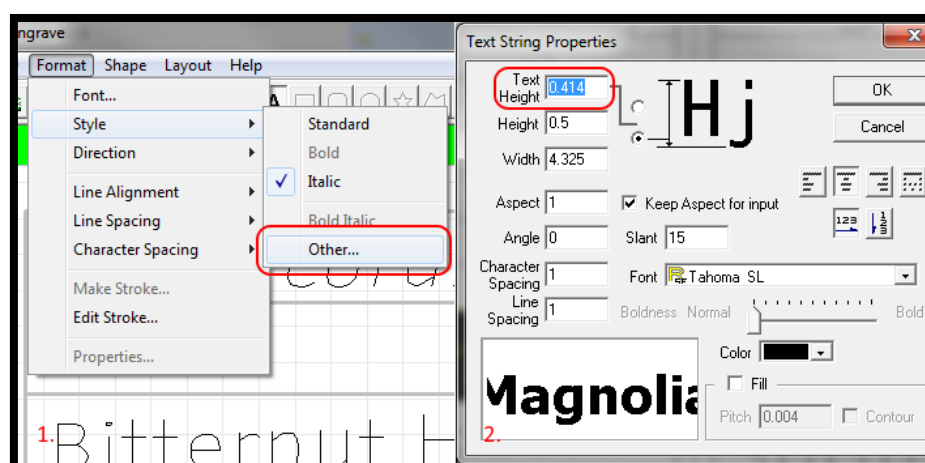 ngrave
Format Shape Layout Help
Font...
Style
Direction
Line Alignment
Line Spacing
Character Spacing
Make Stroke...
Edit Stroke...
Properties...
Standard
Bold
Italic
Bold Italic
Other...
1.
Bitternut H
Text String Properties
Text Height 0.414
Height 0.5
Width 4.325
Aspect 1
Keep Aspect for input
Angle 0
Slant 15
Character Spacing 1
Font Tahoma SL
Line Spacing 1
Boldness Normal Bold
Color
Fill
Pitch 0.004
Contour
Hj
OK
Cancel
123
Magnolia
2.